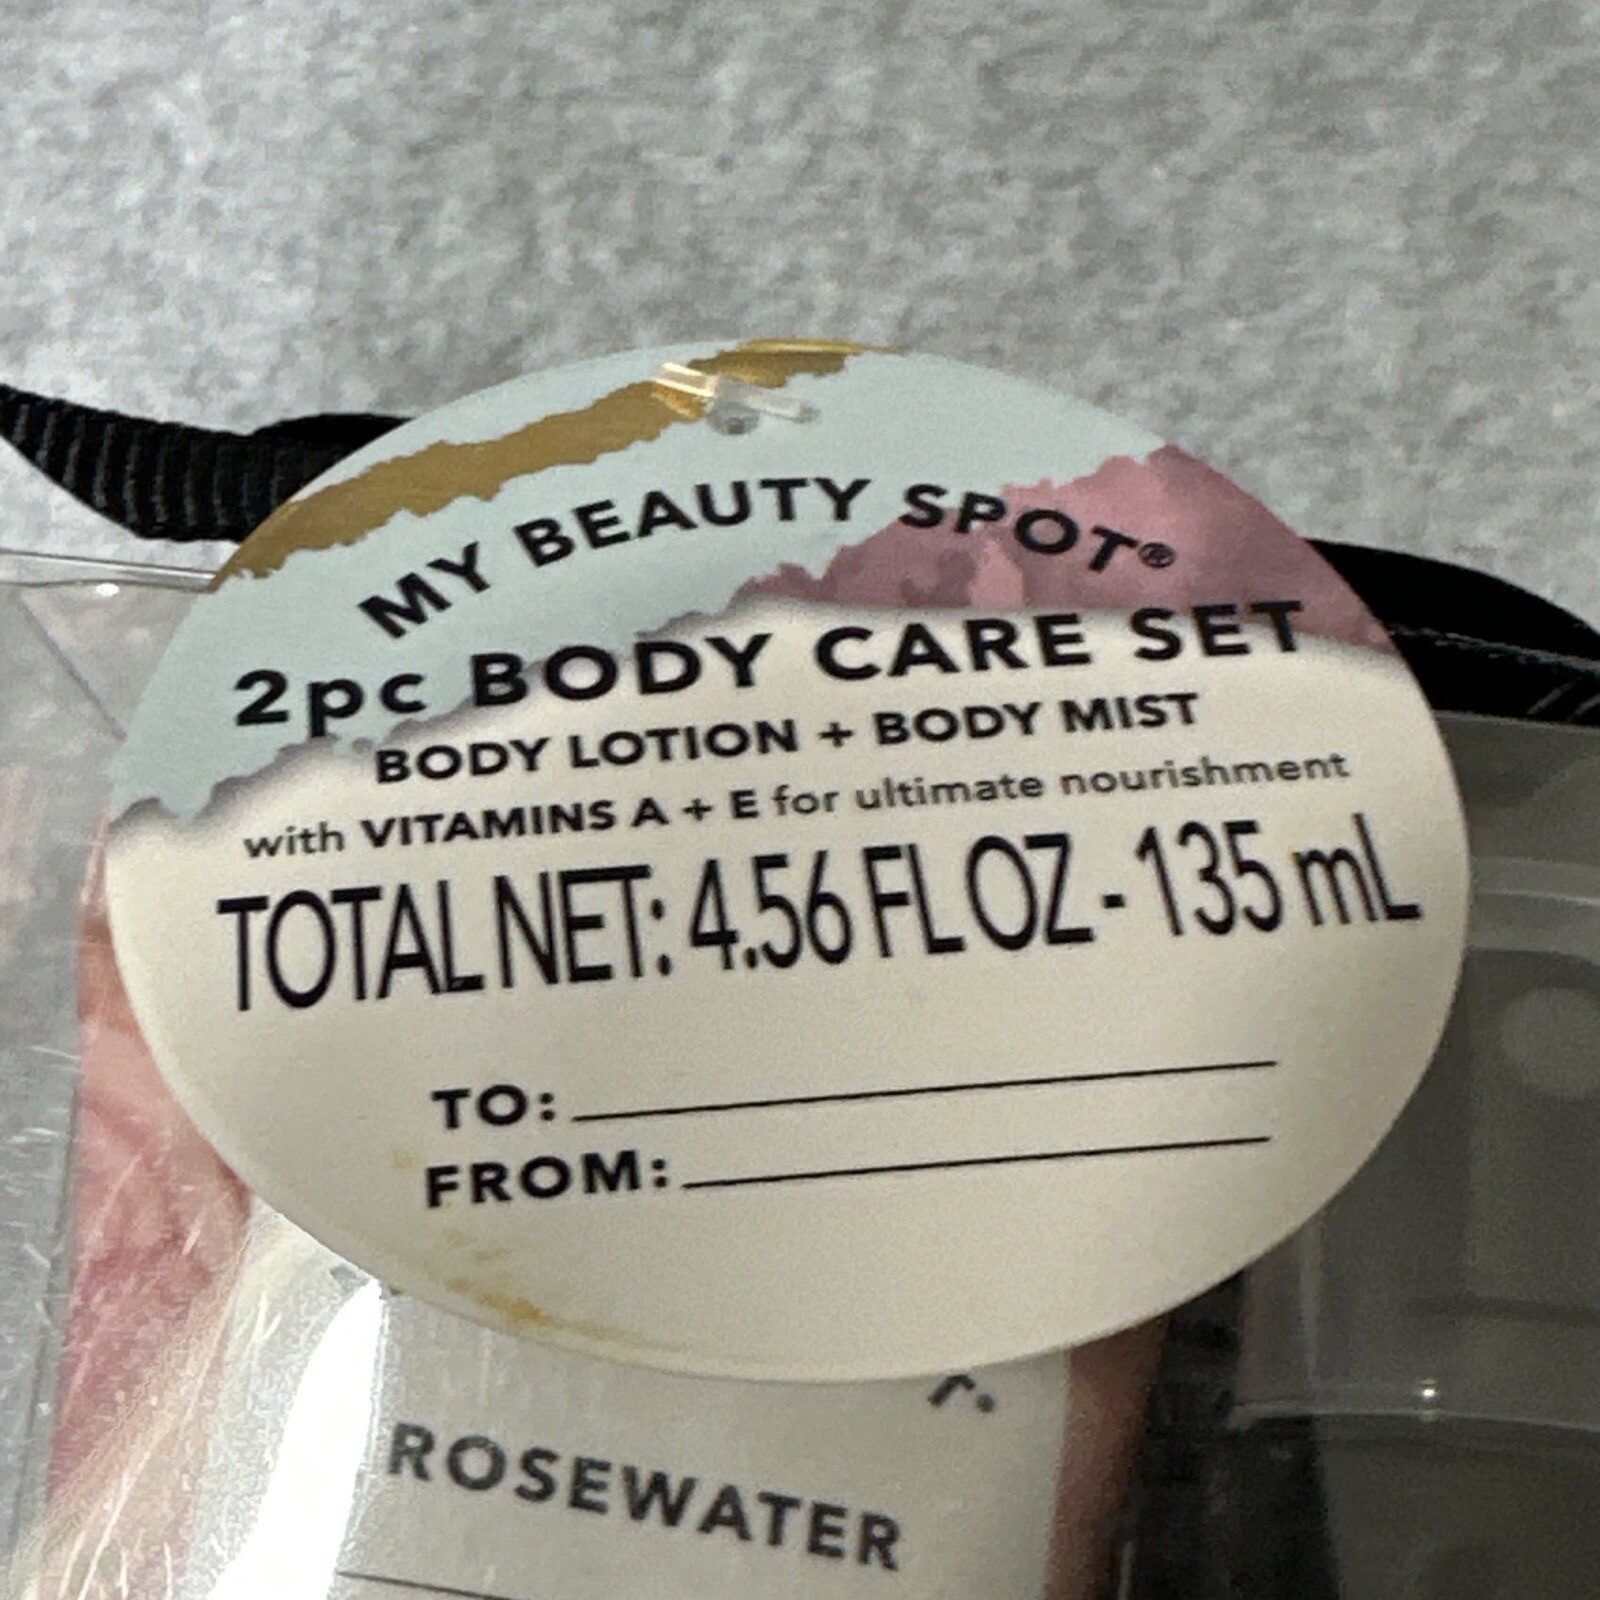 MY BEAUTY SPOT®
2pc BODY CARE SET
BODY LOTION + BODY MIST
with VITAMINS A + E for ultimate nourishment
TOTAL NET: 4.56 FL OZ - 135 mL
TO:
FROM:
r.
ROSEWATER